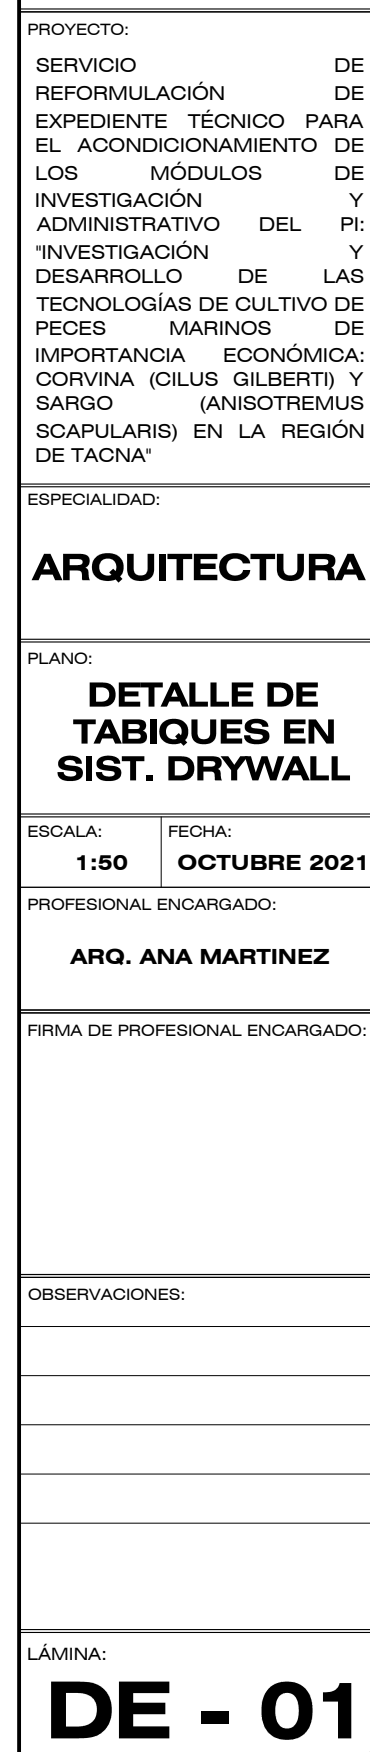 PROYECTO:
SERVICIO DE
REFORMULACIÓN DE
EXPEDIENTE TÉCNICO PARA
EL ACONDICIONAMIENTO DE
LOS MÓDULOS DE
INVESTIGACIÓN Y
ADMINISTRATIVO DEL PI:
"INVESTIGACIÓN Y
DESARROLLO DE LAS
TECNOLOGÍAS DE CULTIVO DE
PECES MARINOS DE
IMPORTANCIA ECONÓMICA:
CORVINA (CILUS GILBERTI) Y
SARGO (ANISOTREMUS
SCAPULARIS) EN LA REGIÓN
DE TACNA"
ESPECIALIDAD:
ARQUITECTURA
PLANO:
DETALLE DE
TABIQUES EN
SIST. DRYWALL
ESCALA: FECHA:
1:50 OCTUBRE 2021
PROFESIONAL ENCARGADO:
ARQ. ANA MARTINEZ
FIRMA DE PROFESIONAL ENCARGADO:
OBSERVACIONES:
LÁMINA:
DE - 01